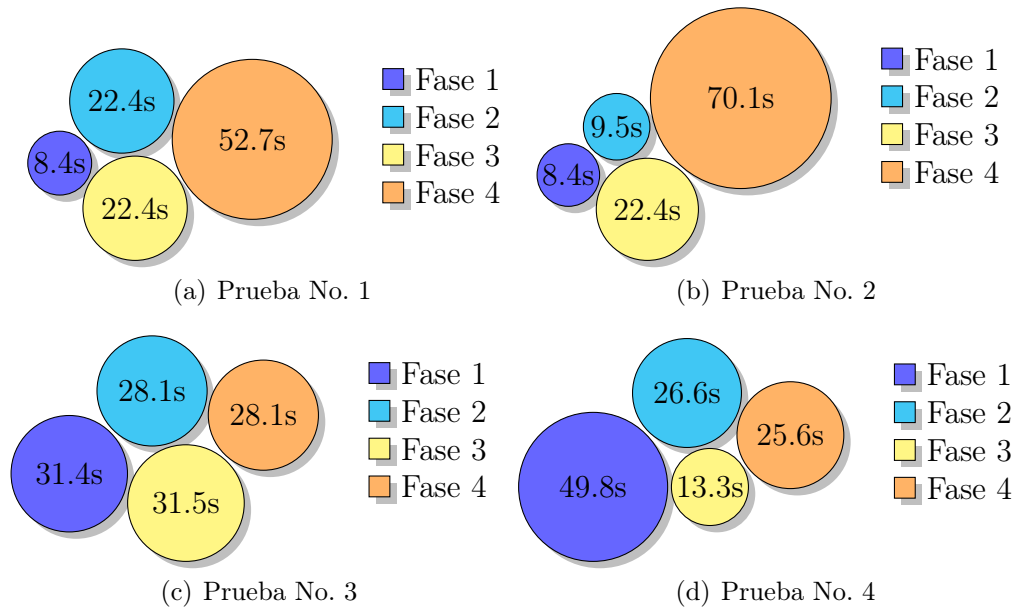 22.4s
8.4s
22.4s
52.7s
Fase 1
Fase 2
Fase 3
Fase 4
(a) Prueba No. 1
9.5s
8.4s
22.4s
70.1s
Fase 1
Fase 2
Fase 3
Fase 4
(b) Prueba No. 2
28.1s
31.4s
31.5s
28.1s
Fase 1
Fase 2
Fase 3
Fase 4
(c) Prueba No. 3
26.6s
49.8s
13.3s
25.6s
Fase 1
Fase 2
Fase 3
Fase 4
(d) Prueba No. 4